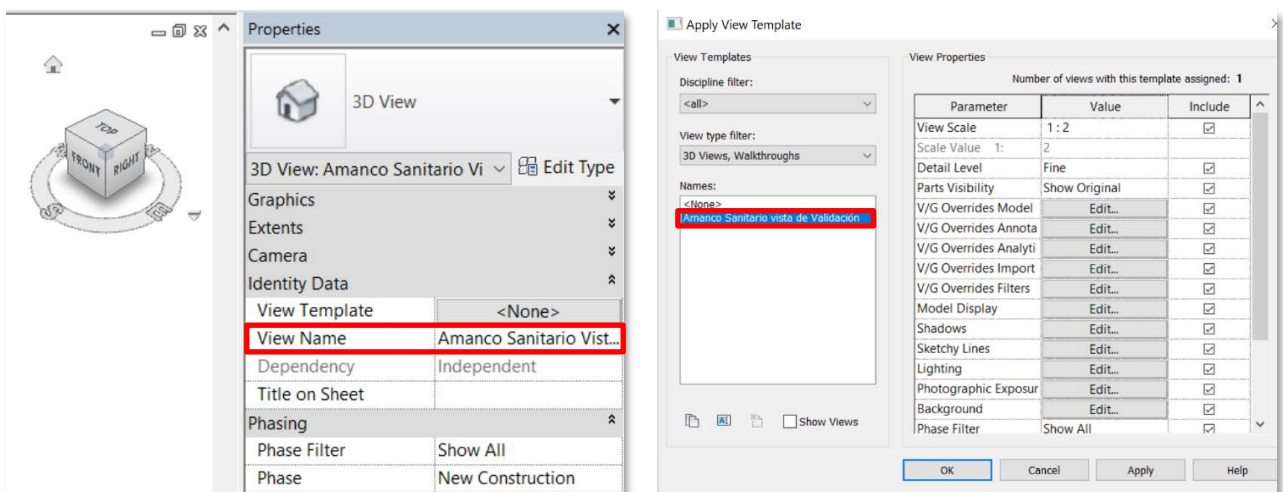 TOP
FRONT
RIGHT
Properties
3D View
3D View: Amanco Sanitario Vi
Edit Type
Graphics
Extents
Camera
Identity Data
View Template <None>
View Name Amanco Sanitario Vist...
Dependency Independent
Title on Sheet
Phasing
Phase Filter Show All
Phase New Construction
Apply View Template
View Templates
Discipline filter:
<all>
View type filter:
3D Views, Walkthroughs
Names:
<None>
Amanco Sanitario vista de Validación
Show Views
View Properties
Number of views with this template assigned: 1
Parameter Value Include
View Scale 1 : 2
Scale Value 1: 2
Detail Level Fine
Parts Visibility Show Original
V/G Overrides Model Edit...
V/G Overrides Annota Edit...
V/G Overrides Analyti Edit...
V/G Overrides Import Edit...
V/G Overrides Filters Edit...
Model Display Edit...
Shadows Edit...
Sketchy Lines Edit...
Lighting Edit...
Photographic Exposur Edit...
Background Edit...
Phase Filter Show All
OK Cancel Apply Help